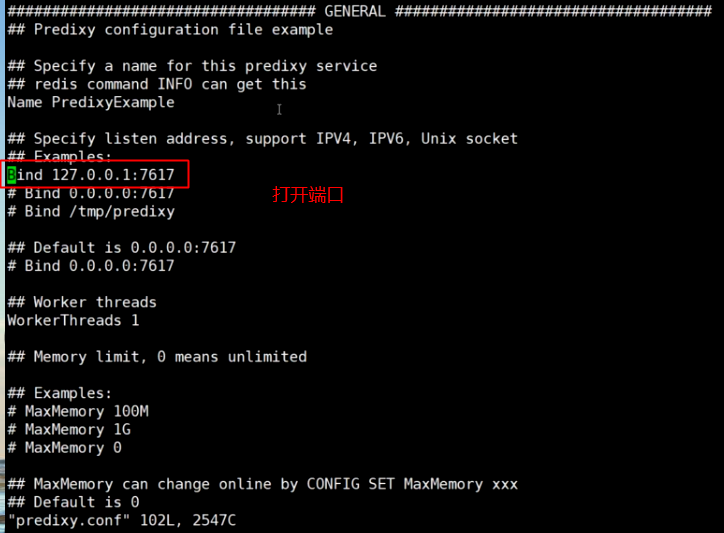 ################################### GENERAL ####################################
## Predixy configuration file example
## Specify a name for this predixy service
## redis command INFO can get this
Name PredixyExample
## Specify listen address, support IPV4, IPV6, Unix socket
## Examples:
Bind 127.0.0.1:7617
# Bind 0.0.0.0:7617
打开端口
# Bind /tmp/predixy
## Default is 0.0.0.0:7617
# Bind 0.0.0.0:7617
## Worker threads
WorkerThreads 1
## Memory limit, 0 means unlimited
## Examples:
# MaxMemory 100M
# MaxMemory 1G
# MaxMemory 0
## MaxMemory can change online by CONFIG SET MaxMemory xxx
## Default is 0
"predixy.conf" 102L, 2547C